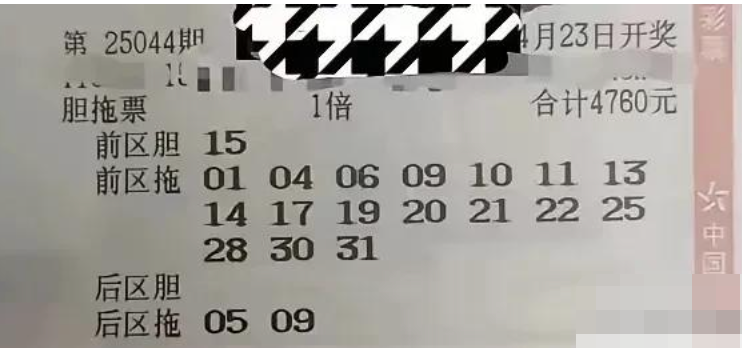 第 25044期 月23日开奖
胆拖票 1倍 合计4760元
前区胆 15
前区拖 01 04 06 09 10 11 13
14 17 19 20 21 22 25
28 30 31
后区胆
后区拖 05 09
中国